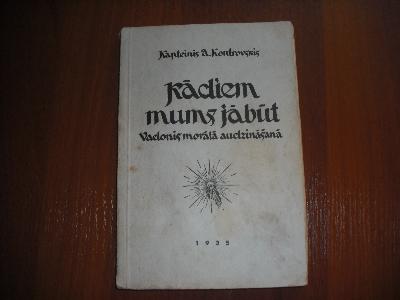 Kapteinis A. Kontrovskis
Kādiem
mums jābūt
Vadonis morālā audzināšanā
1935